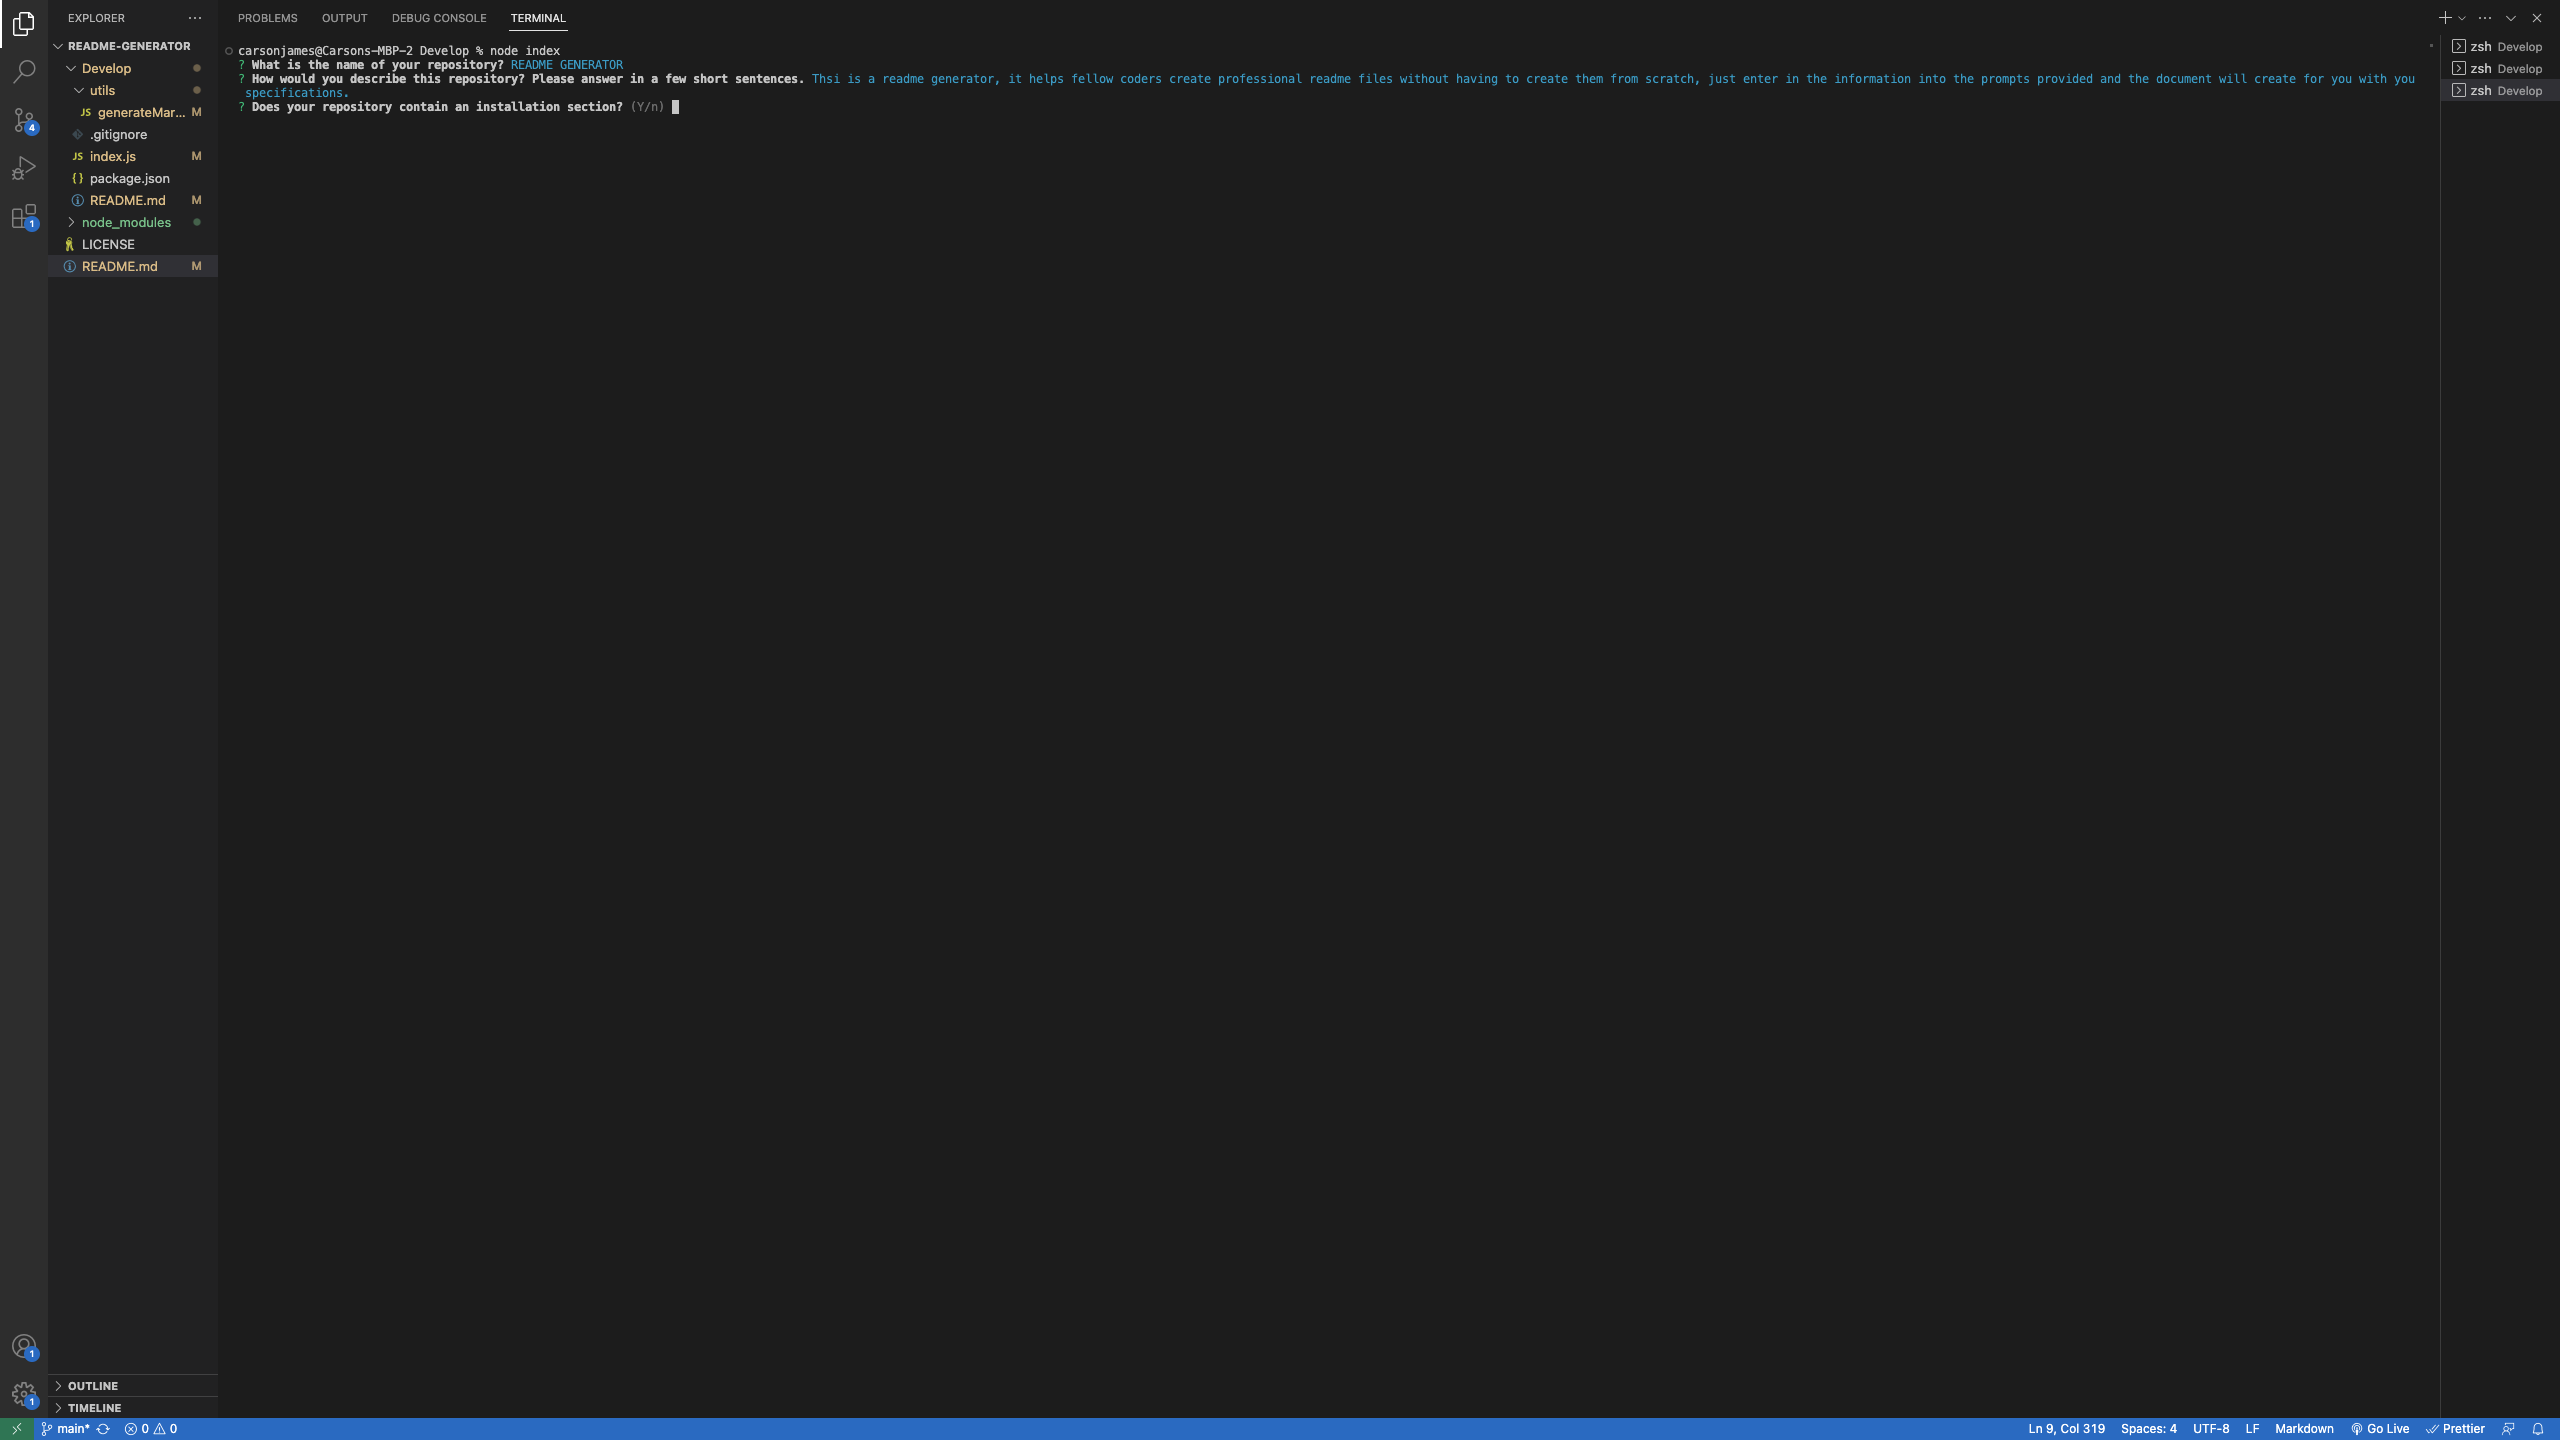 EXPLORER
README-GENERATOR
Develop
utils
JS generateMar... M
.gitignore
JS index.js M
{} package.json
README.md M
node_modules
LICENSE
README.md M
OUTLINE
TIMELINE
4
1
1
1
PROBLEMS OUTPUT DEBUG CONSOLE TERMINAL
carsonjames@Carsons-MBP-2 Develop % node index
? What is the name of your repository? README GENERATOR
? How would you describe this repository? Please answer in a few short sentences. Thsi is a readme generator, it helps fellow coders create professional readme files without having to create them from scratch, just enter in the information into the prompts provided and the document will create for you with you
specifications.
? Does your repository contain an installation section? (Y/n)
zsh Develop
zsh Develop
zsh Develop
main* 0 0 Ln 9, Col 319 Spaces: 4 UTF-8 LF Markdown Go Live Prettier